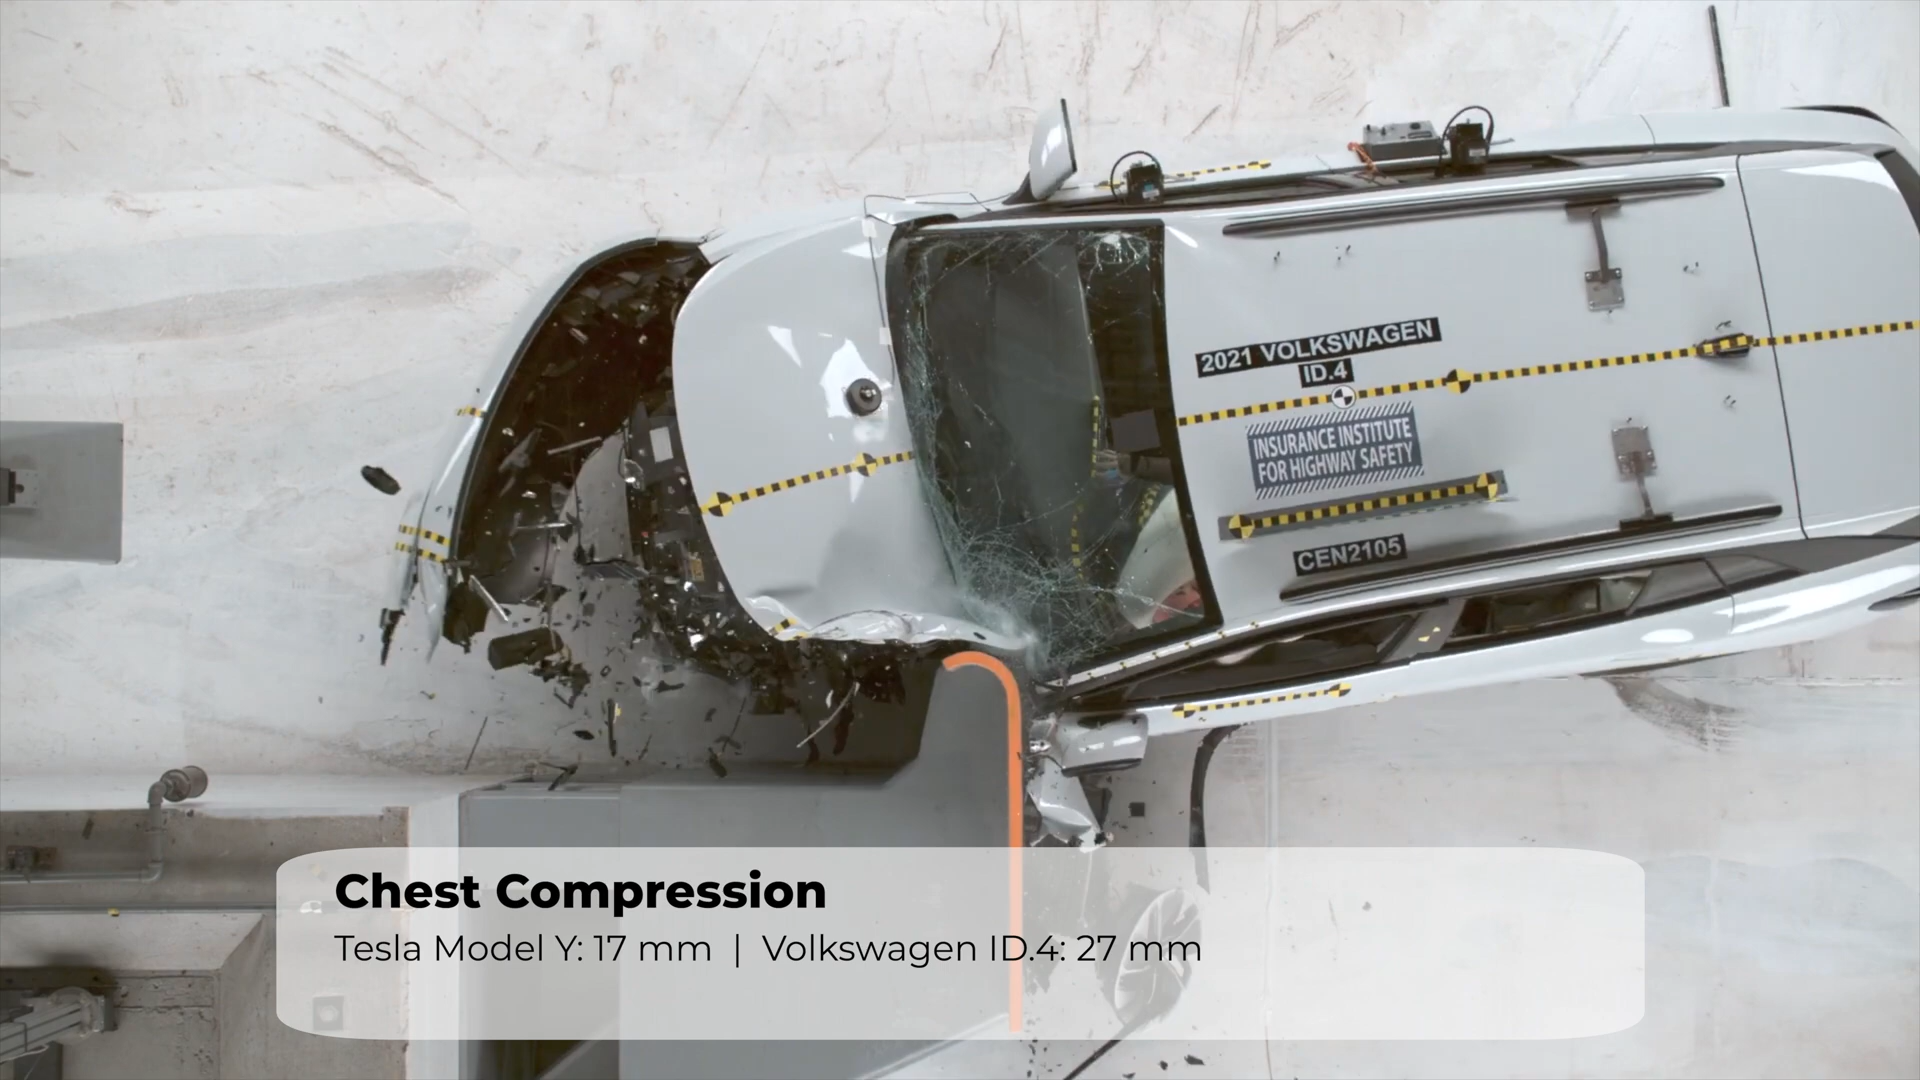 2021 VOLKSWAGEN
ID.4
INSURANCE INSTITUTE
FOR HIGHWAY SAFETY
CEN2105
Chest Compression
Tesla Model Y: 17 mm | Volkswagen ID.4: 27 mm